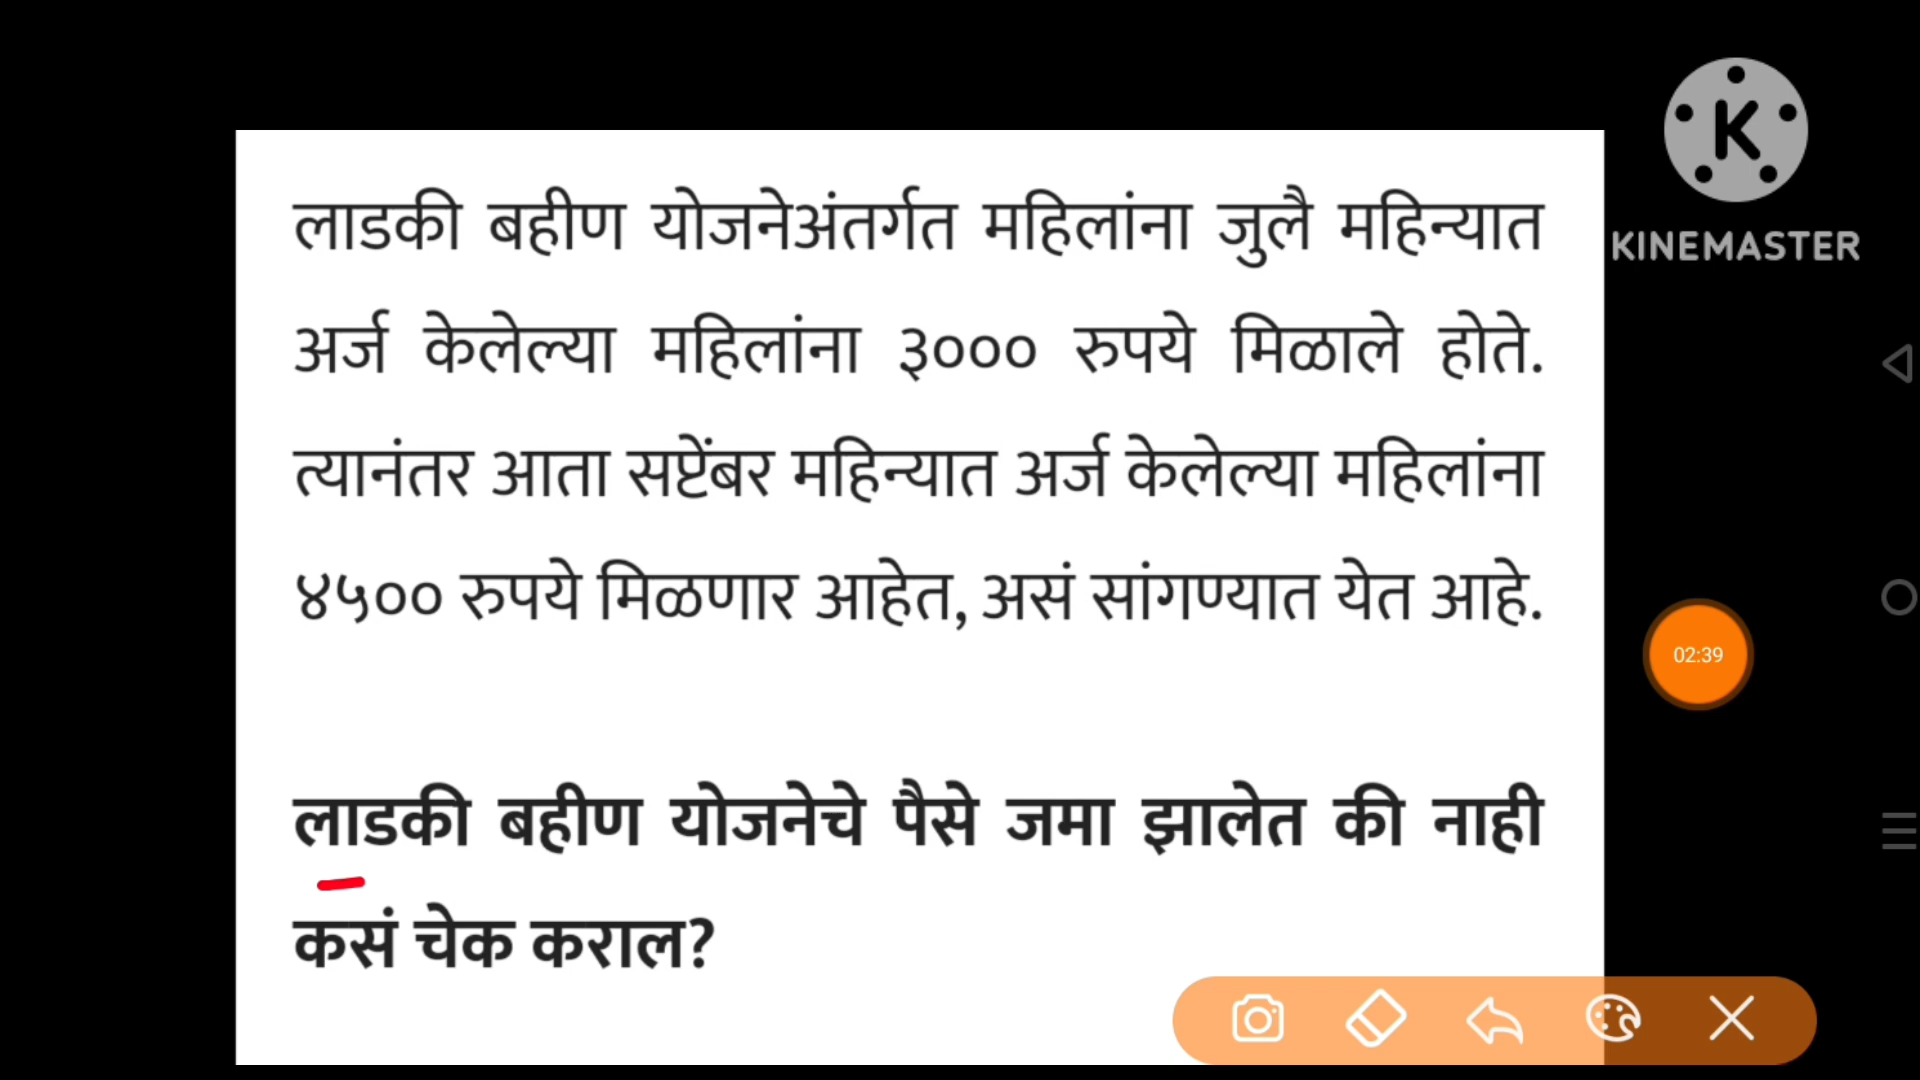 लाडकी बहीण योजनेअंतर्गत महिलांना जुलै महिन्यात
अर्ज केलेल्या महिलांना ३००० रुपये मिळाले होते.
त्यानंतर आता सप्टेंबर महिन्यात अर्ज केलेल्या महिलांना
४५०० रुपये मिळणार आहेत, असं सांगण्यात येत आहे.
लाडकी बहीण योजनेचे पैसे जमा झालेत की नाही
कसं चेक कराल?
K
KINEMASTER
02:39